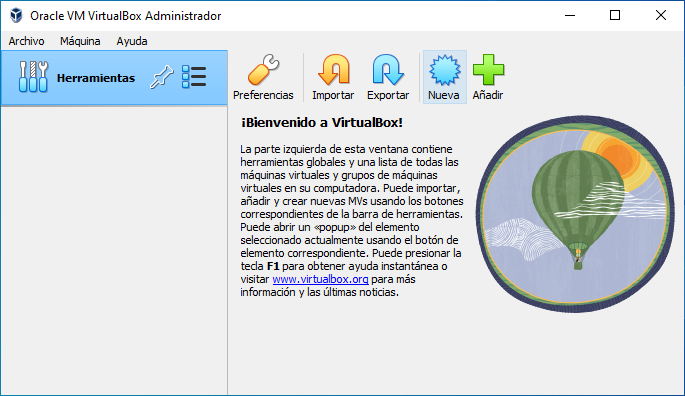 Oracle VM VirtualBox Administrador
Archivo Máquina Ayuda
Herramientas
Preferencias Importar Exportar Nueva Añadir
¡Bienvenido a VirtualBox!
La parte izquierda de esta ventana contiene
herramientas globales y una lista de todas las
máquinas virtuales y grupos de máquinas
virtuales en su computadora. Puede importar,
añadir y crear nuevas MVs usando los botones
correspondientes de la barra de herramientas.
Puede abrir un «popup» del elemento
seleccionado actualmente usando el botón de
elemento correspondiente. Puede presionar la
tecla F1 para obtener ayuda instantánea o
visitar www.virtualbox.org para más
información y las últimas noticias.